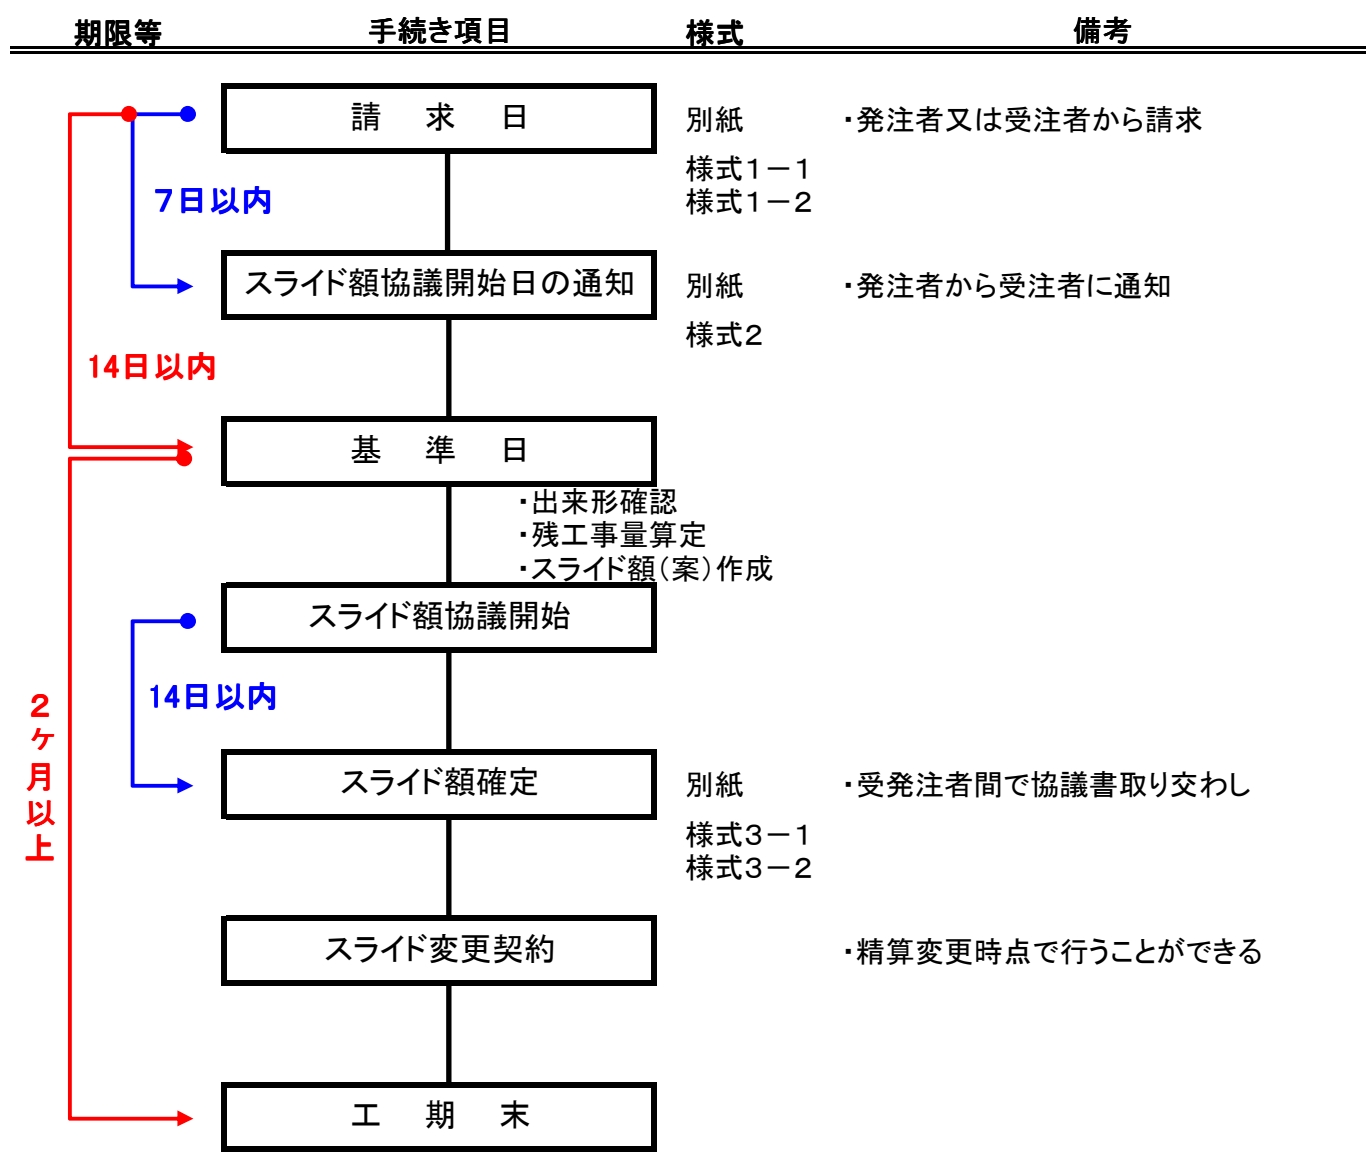 期限等 手続き項目 様式 備考
請 求 日 別紙 ・発注者又は受注者から請求
様式1－1
7日以内 様式1－2
スライド額協議開始日の通知 別紙 ・発注者から受注者に通知
様式2
14日以内
基 準 日
・出来形確認
・残工事量算定
・スライド額（案）作成
スライド額協議開始
14日以内
2ヶ月以上
スライド額確定 別紙 ・受発注者間で協議書取り交わし
様式3－1
様式3－2
スライド変更契約 ・精算変更時点で行うことができる
工 期 末